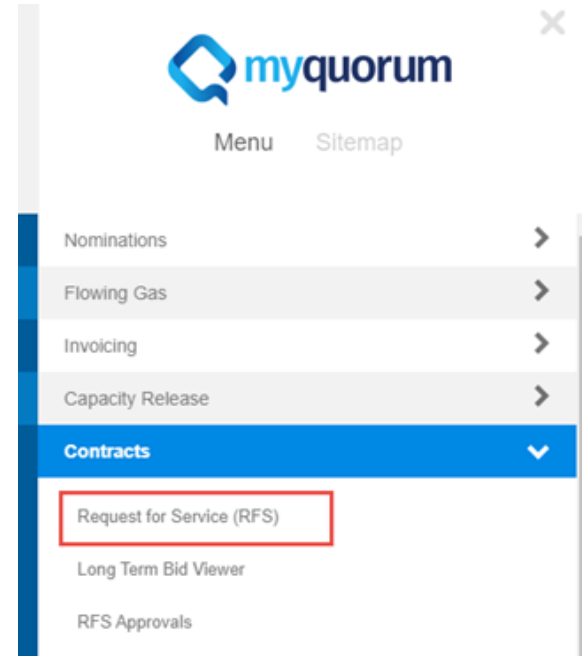 myquorum
Menu Sitemap
Nominations
Flowing Gas
Invoicing
Capacity Release
Contracts
Request for Service (RFS)
Long Term Bid Viewer
RFS Approvals